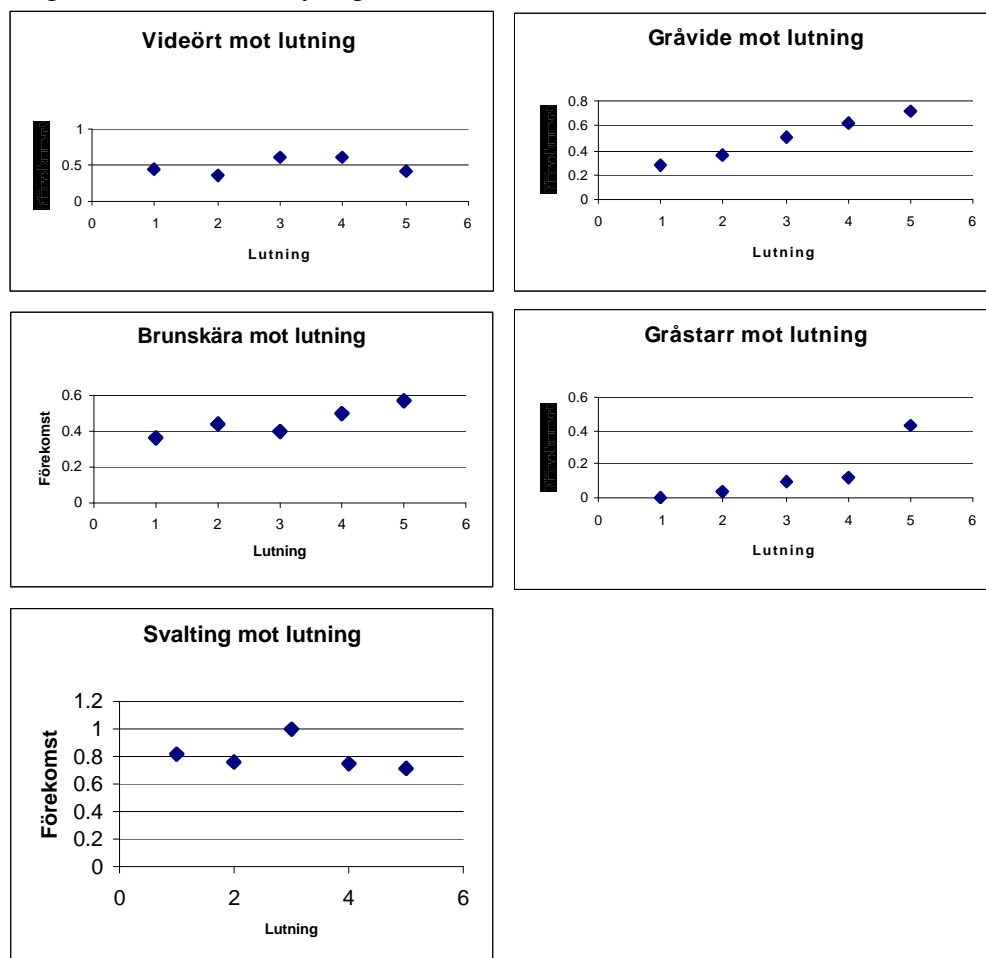 Videört mot lutning
1
0.5
0
0 1 2 3 4 5 6
Lutning
Gråvide mot lutning
0.8
0.6
0.4
0.2
0
0 1 2 3 4 5 6
Lutning
Brunskära mot lutning
Förekomst
0.6
0.4
0.2
0
0 1 2 3 4 5 6
Lutning
Gråstarr mot lutning
0.6
0.4
0.2
0
0 1 2 3 4 5 6
Lutning
Svalting mot lutning
Förekomst
1.2
1
0.8
0.6
0.4
0.2
0
0 2 4 6
Lutning